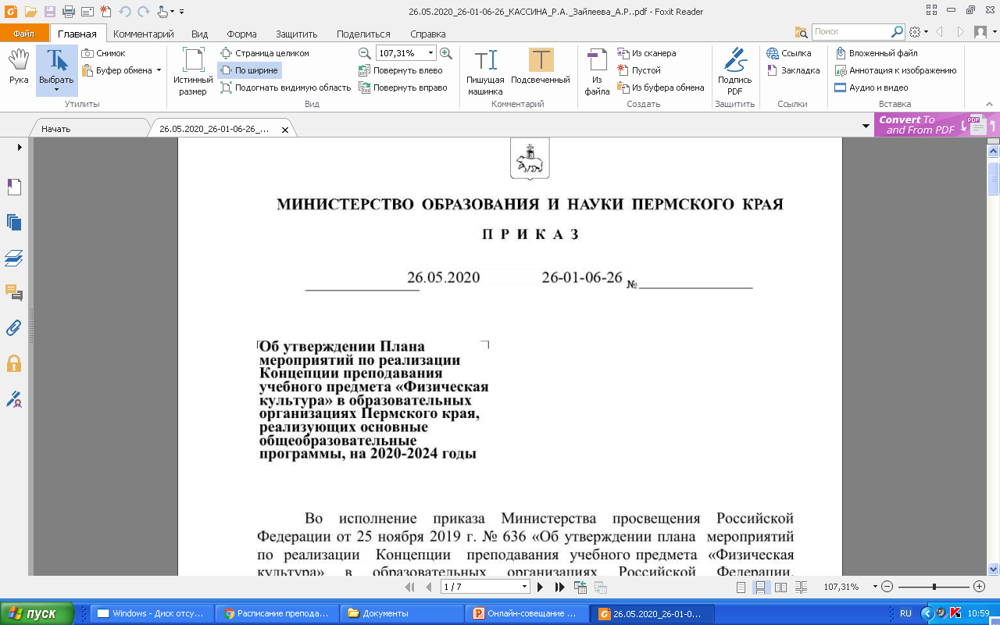 26.05.2020_26-01-06-26_КАССИНА_Р.А._Зайлеева_А.Р..pdf - Foxit Reader
Файл Главная Комментарий Вид Форма Защитить Поделиться Справка Поиск
Рука
Выбрать
Снимок
Буфер обмена
Утилиты
Истинный размер
Страница целиком
По ширине
Подогнать видимую область
107,31%
Повернуть влево
Повернуть вправо
Вид
Пишущая машинка
Подсвеченный
Комментарий
Из файла
Из сканера
Пустой
Из буфера обмена
Создать
Подпись PDF
Защитить
Ссылка
Закладка
Ссылки
Вложенный файл
Аннотация к изображению
Аудио и видео
Вставка
Начать
26.05.2020_26-01-06-26_...
Convert To
and From PDF
PDF
МИНИСТЕРСТВО ОБРАЗОВАНИЯ И НАУКИ ПЕРМСКОГО КРАЯ
П Р И К А З
26.05.2020 26-01-06-26 №
Об утверждении Плана
мероприятий по реализации
Концепции преподавания
учебного предмета «Физическая
культура» в образовательных
организациях Пермского края,
реализующих основные
общеобразовательные
программы, на 2020-2024 годы
Во исполнение приказа Министерства просвещения Российской
Федерации от 25 ноября 2019 г. № 636 «Об утверждении плана мероприятий
по реализации Концепции преподавания учебного предмета «Физическая
культура» в образовательных организациях Российской Федерации,
1 / 7
107,31%
пуск
Windows - Диск отсу...
Расписание препода...
Документы
Онлайн-совещание ...
26.05.2020_26-01-0...
RU
10:59